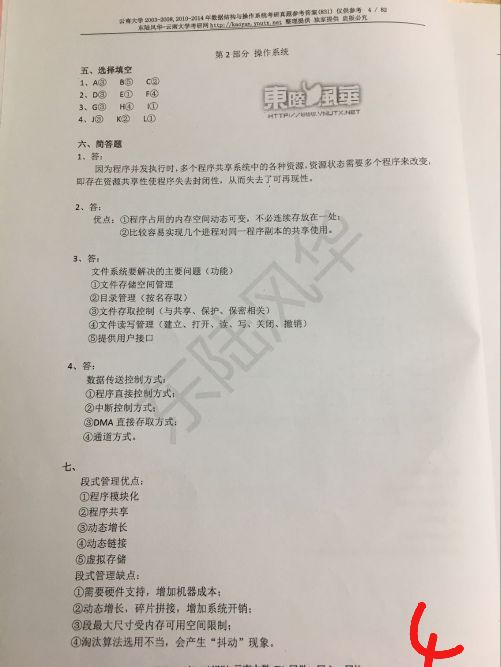 云南大学 2003-2008,2010-2014 年数据结构与操作系统考研真题参考答案(831) 仅供参考 4 / 82
东陆风华-云南大学考研网 http://kaoyan.ynutx.net 整理提供 独家提供 盗版必究
第 2 部分 操作系统
五、选择填空
1、A③ B⑤ C②
2、D③ E① F④
3、G③ H④ I①
4、J③ K② L①
東陸風華
HTTP://WWW.YNUTX.NET
六、简答题
1、答:
因为程序并发执行时,多个程序共享系统中的各种资源,资源状态需要多个程序来改变,
即存在资源共享性使程序失去封闭性,从而失去了可再现性。
2、答:
优点:①程序占用的内存空间动态可变,不必连续存放在一处;
②比较容易实现几个进程对同一程序副本的共享使用。
3、答:
文件系统要解决的主要问题(功能)
①文件存储空间管理
②目录管理(按名存取)
③文件存取控制(与共享、保护、保密相关)
④文件读写管理(建立、打开、读、写、关闭、撤销)
⑤提供用户接口
4、答:
数据传送控制方式:
①程序直接控制方式;
②中断控制方式;
③DMA 直接存取方式;
④通道方式。
东陆风华
七、
段式管理优点:
①程序模块化
②程序共享
③动态增长
④动态链接
⑤虚拟存储
段式管理缺点:
①需要硬件支持,增加机器成本;
②动态增长,碎片拼接,增加系统开销;
③段最大尺寸受内存可用空间限制;
④淘汰算法选用不当,会产生“抖动”现象。
4